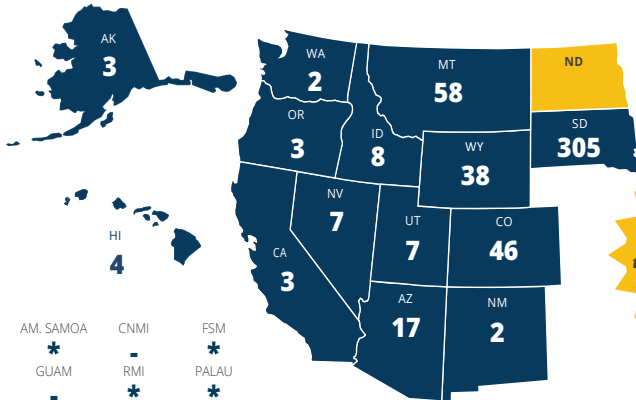 AK
3
WA
2
MT
58
ND
OR
3
ID
8
WY
38
SD
305
NV
7
UT
7
CO
46
HI
4
CA
3
AZ
17
NM
2
AM. SAMOA CNMI FSM
* - *
GUAM RMI PALAU
- * *